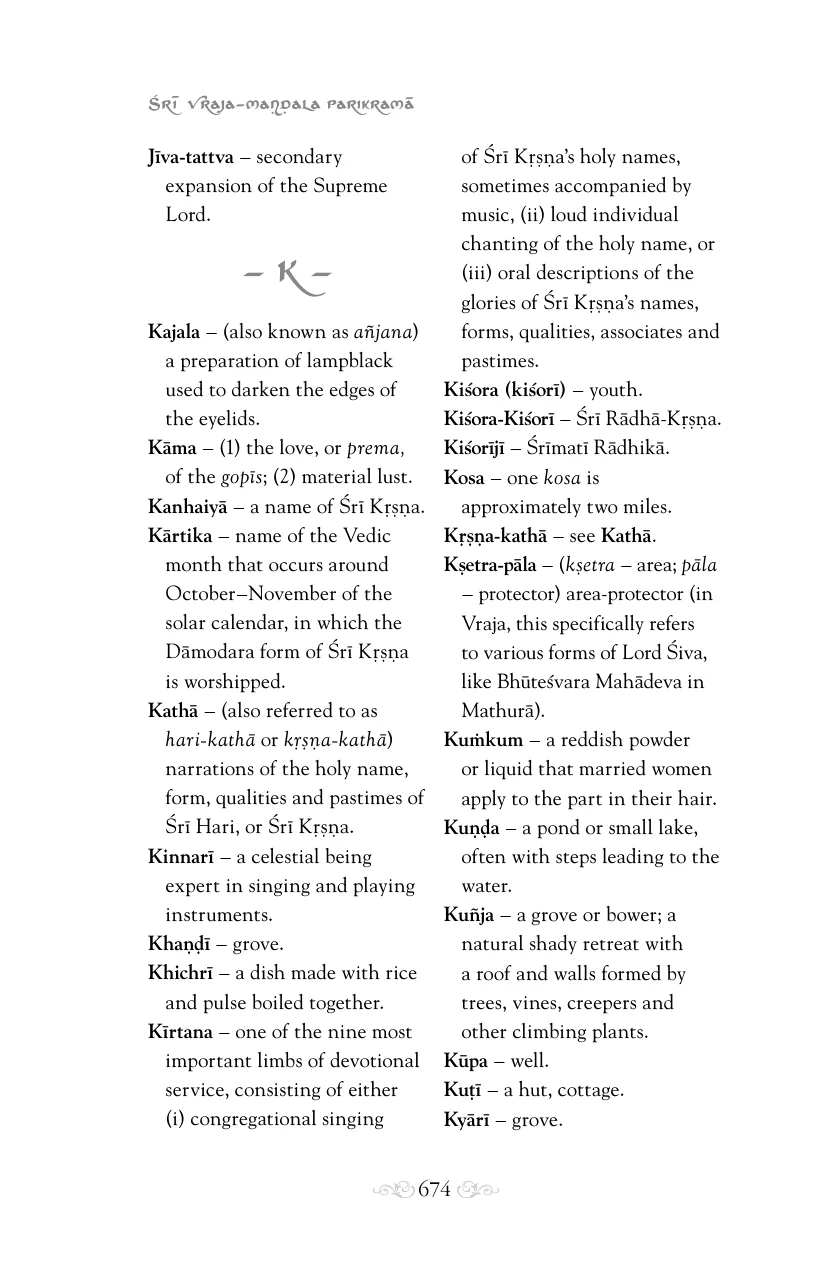 Śrī Vraja-maṇḍala Parikramā
Jīva-tattva – secondary
expansion of the Supreme
Lord.
– K –
Kajala – (also known as añjana)
a preparation of lampblack
used to darken the edges of
the eyelids.
Kāma – (1) the love, or prema,
of the gopīs; (2) material lust.
Kanhaiyā – a name of Śrī Kṛṣṇa.
Kārtika – name of the Vedic
month that occurs around
October–November of the
solar calendar, in which the
Dāmodara form of Śrī Kṛṣṇa
is worshipped.
Kathā – (also referred to as
hari-kathā or kṛṣṇa-kathā)
narrations of the holy name,
form, qualities and pastimes of
Śrī Hari, or Śrī Kṛṣṇa.
Kinnarī – a celestial being
expert in singing and playing
instruments.
Khaṇḍī – grove.
Khichrī – a dish made with rice
and pulse boiled together.
Kīrtana – one of the nine most
important limbs of devotional
service, consisting of either
(i) congregational singing
of Śrī Kṛṣṇa’s holy names,
sometimes accompanied by
music, (ii) loud individual
chanting of the holy name, or
(iii) oral descriptions of the
glories of Śrī Kṛṣṇa’s names,
forms, qualities, associates and
pastimes.
Kiśora (kiśorī) – youth.
Kiśora-Kiśorī – Śrī Rādhā-Kṛṣṇa.
Kiśorījī – Śrīmatī Rādhikā.
Kosa – one kosa is
approximately two miles.
Kṛṣṇa-kathā – see Kathā.
Kṣetra-pāla – (kṣetra – area; pāla
– protector) area-protector (in
Vraja, this specifically refers
to various forms of Lord Śiva,
like Bhūteśvara Mahādeva in
Mathurā).
Kuṁkum – a reddish powder
or liquid that married women
apply to the part in their hair.
Kuṇḍa – a pond or small lake,
often with steps leading to the
water.
Kuñja – a grove or bower; a
natural shady retreat with
a roof and walls formed by
trees, vines, creepers and
other climbing plants.
Kūpa – well.
Kuṭī – a hut, cottage.
Kyārī – grove.
674